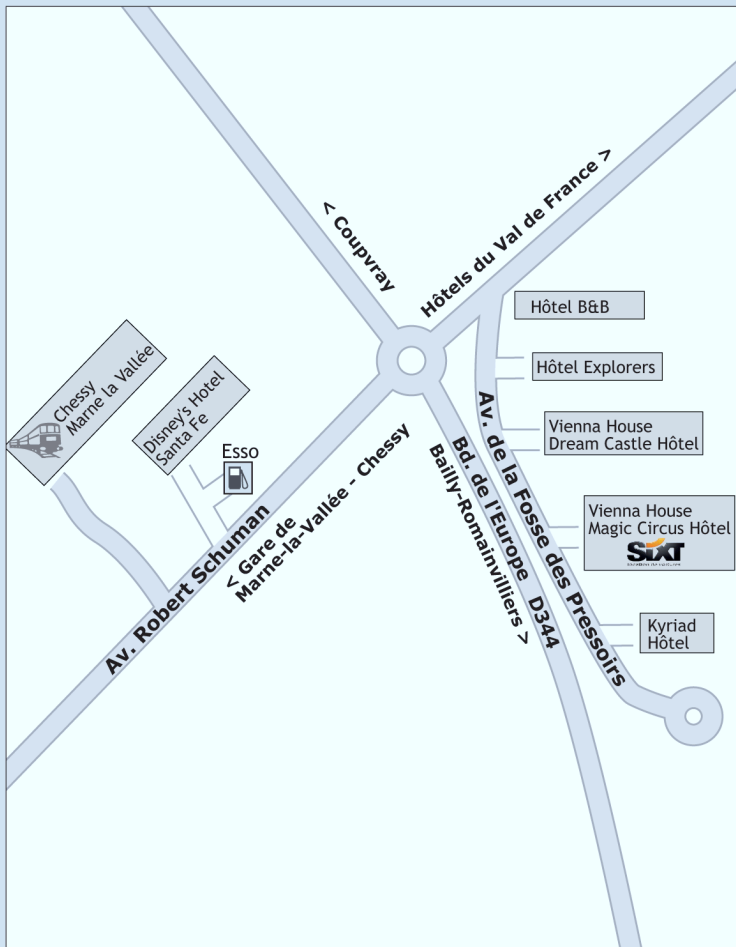 < Coupvray
Hôtels du Val de France >
Hôtel B&B
Hôtel Explorers
Vienna House
Dream Castle Hôtel
Vienna House
Magic Circus Hôtel
SiXT
Kyriad
Hôtel
Chessy
Marne la Vallée
Disney's Hotel
Santa Fe
Esso
Av. Robert Schuman
< Gare de
Marne-la-Vallée - Chessy
Bd. de l'Europe D344
Bailly-Romainvilliers >
Av. de la Fosse des Pressoirs